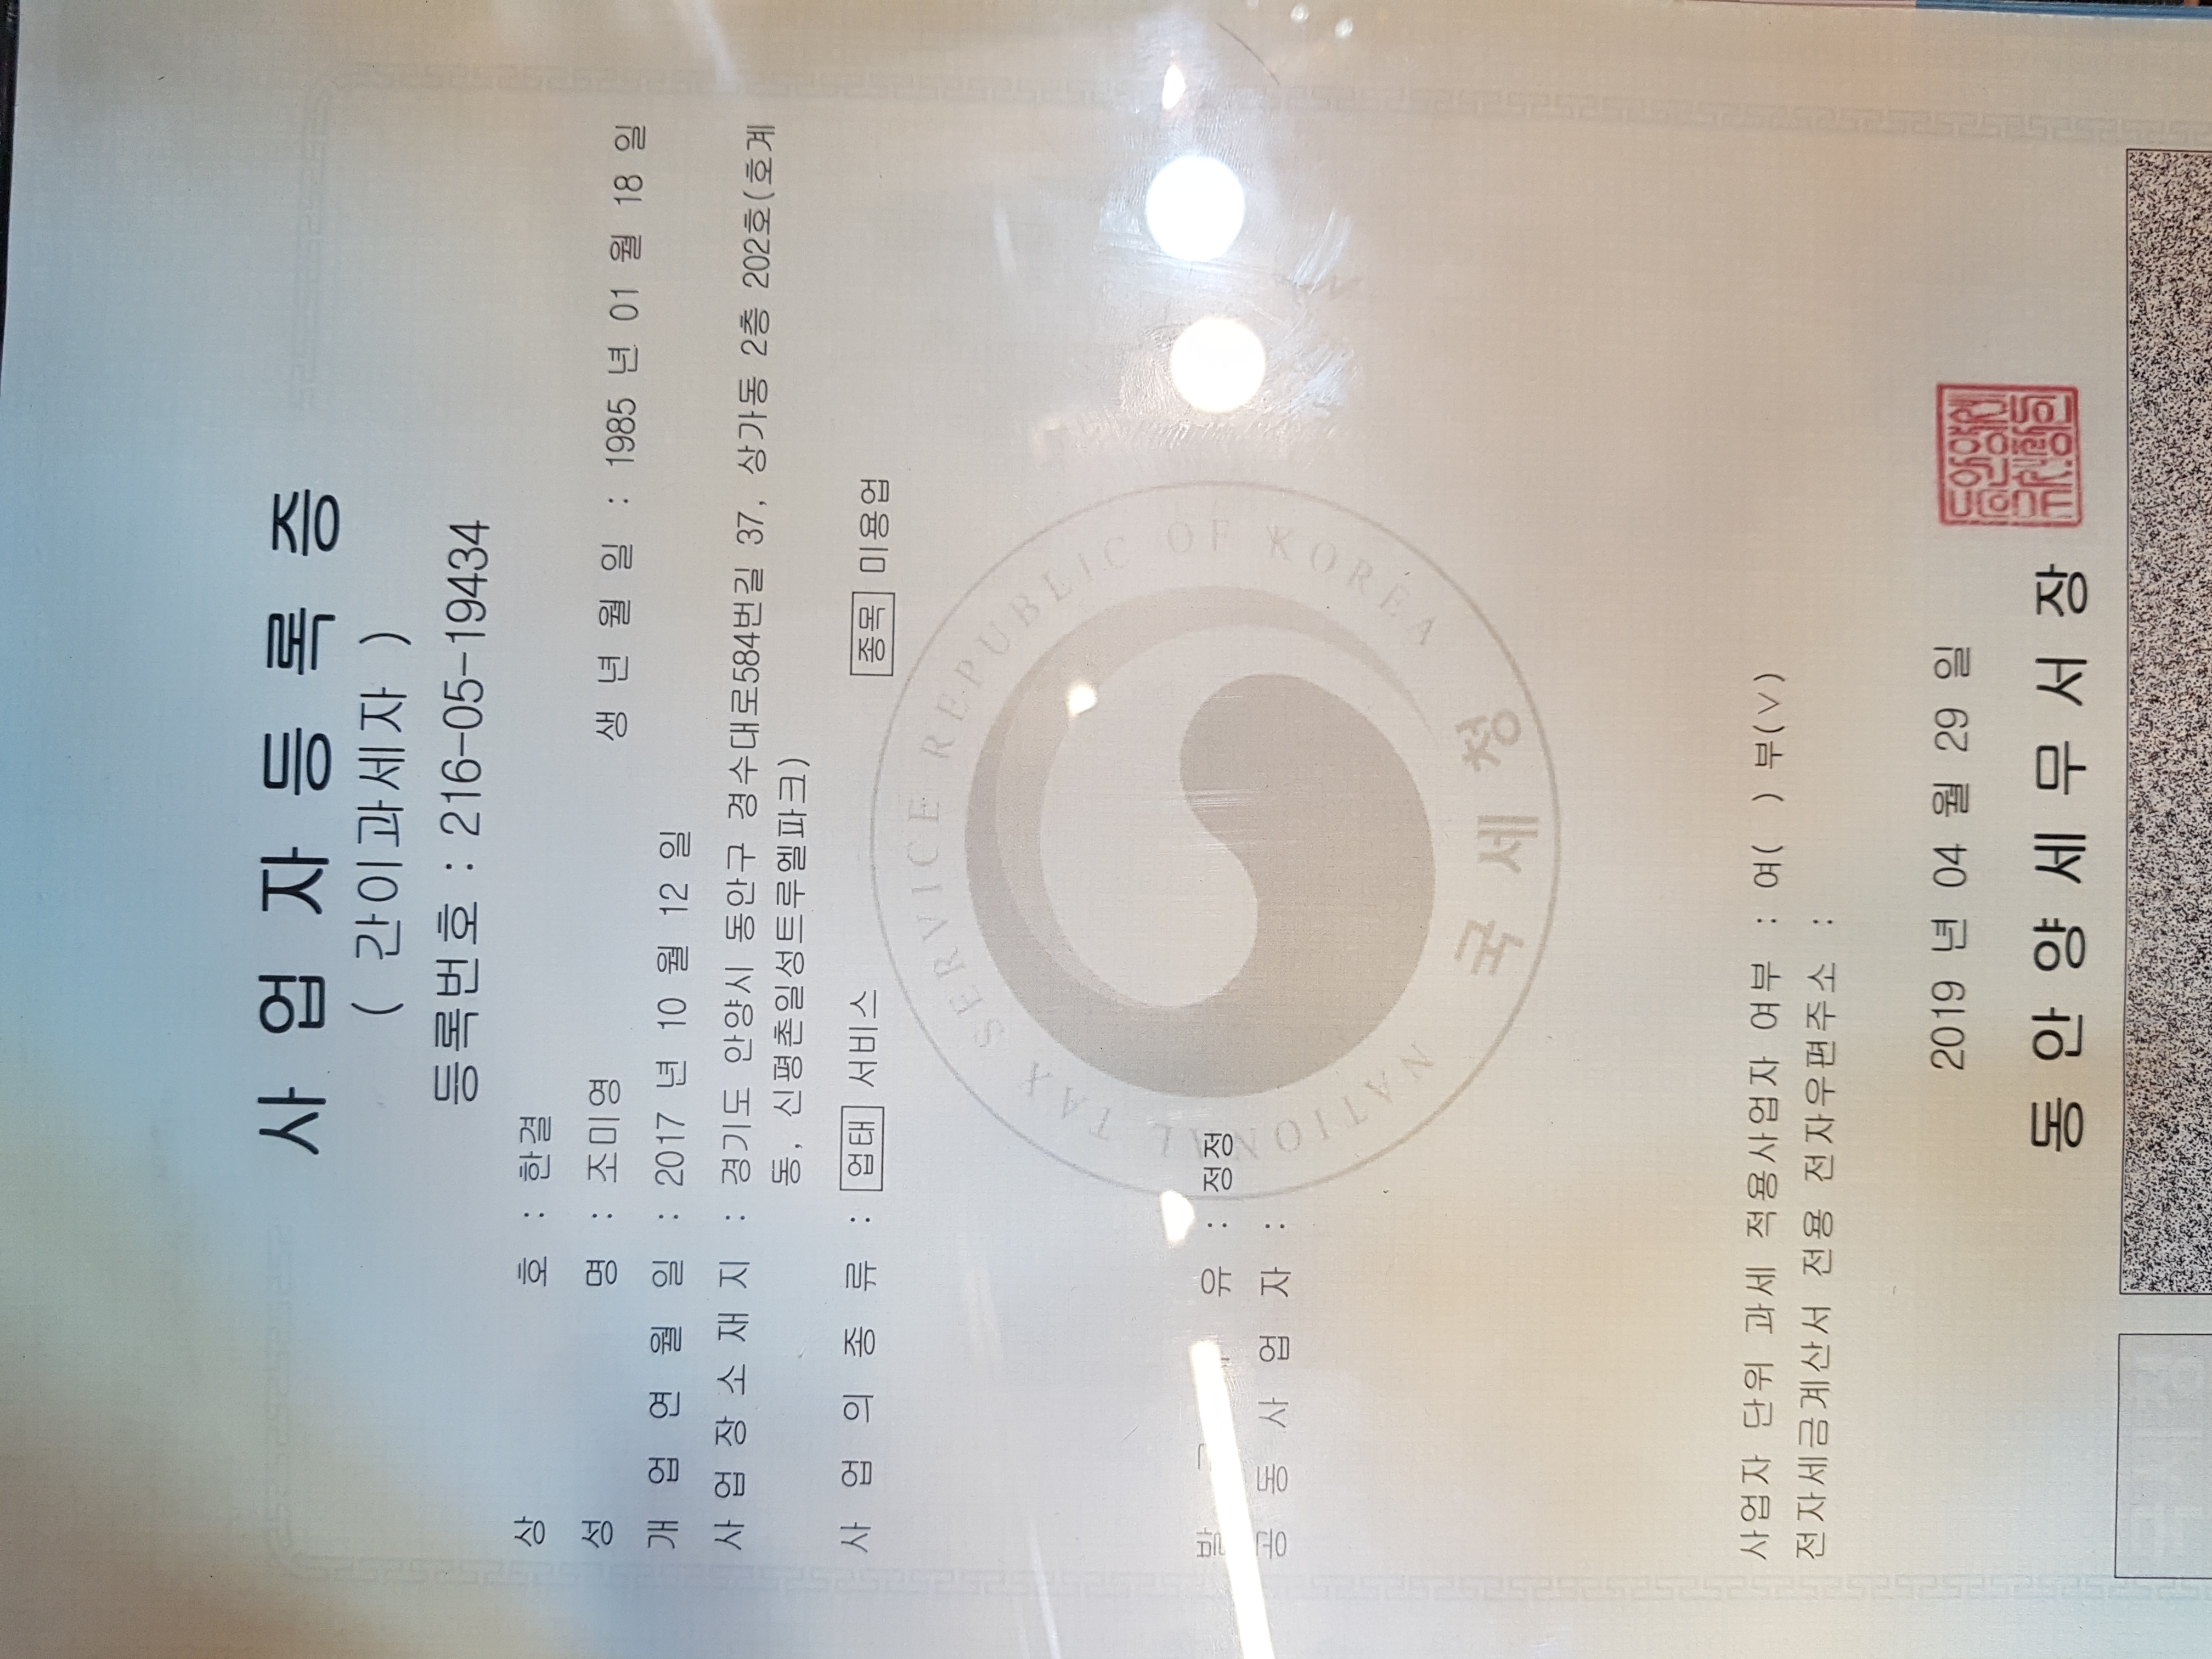 사업자등록증
( 간이과세자 )
등록번호 : 216-05-19434
상호 : 한결
성명 : 조미영 생년월일 : 1985 년 01 월 18 일
개업연월일 : 2017 년 10 월 12 일
사업장소재지 : 경기도 안양시 동안구 경수대로584번길 37, 상가동 2층 202호(호계
동, 신평촌일성트루엘파크)
사업의종류 : 업태 서비스 종목 미용업
NATIONAL TAX SERVICE REPUBLIC OF KOREA
국세청
유 : 정정
공동사업자 :
사업자 단위 과세 적용사업자 여부 : 여( ) 부(∨)
전자세금계산서 전용 전자우편주소 :
2019 년 04 월 29 일
동안양세무서장